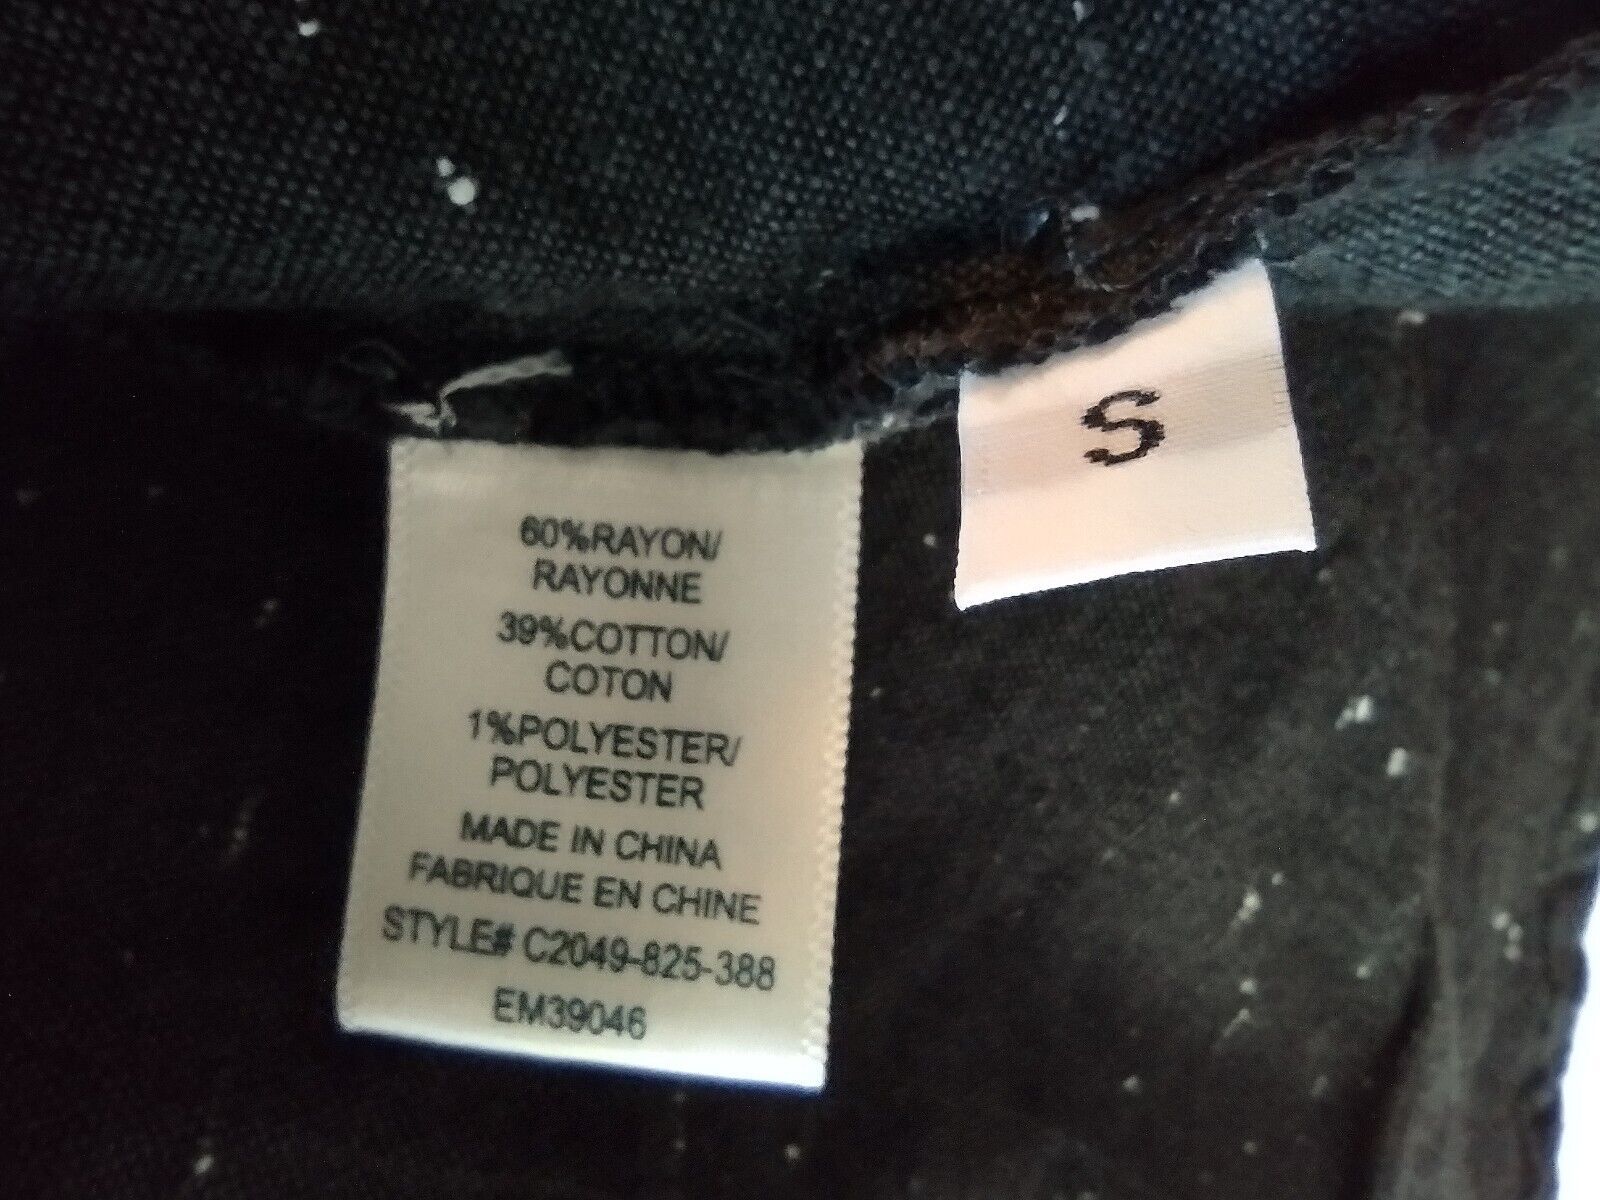 60%RAYON/
RAYONNE
39%COTTON/
COTON
1%POLYESTER/
POLYESTER
MADE IN CHINA
FABRIQUE EN CHINE
STYLE# C2049-825-388
EM39046
S